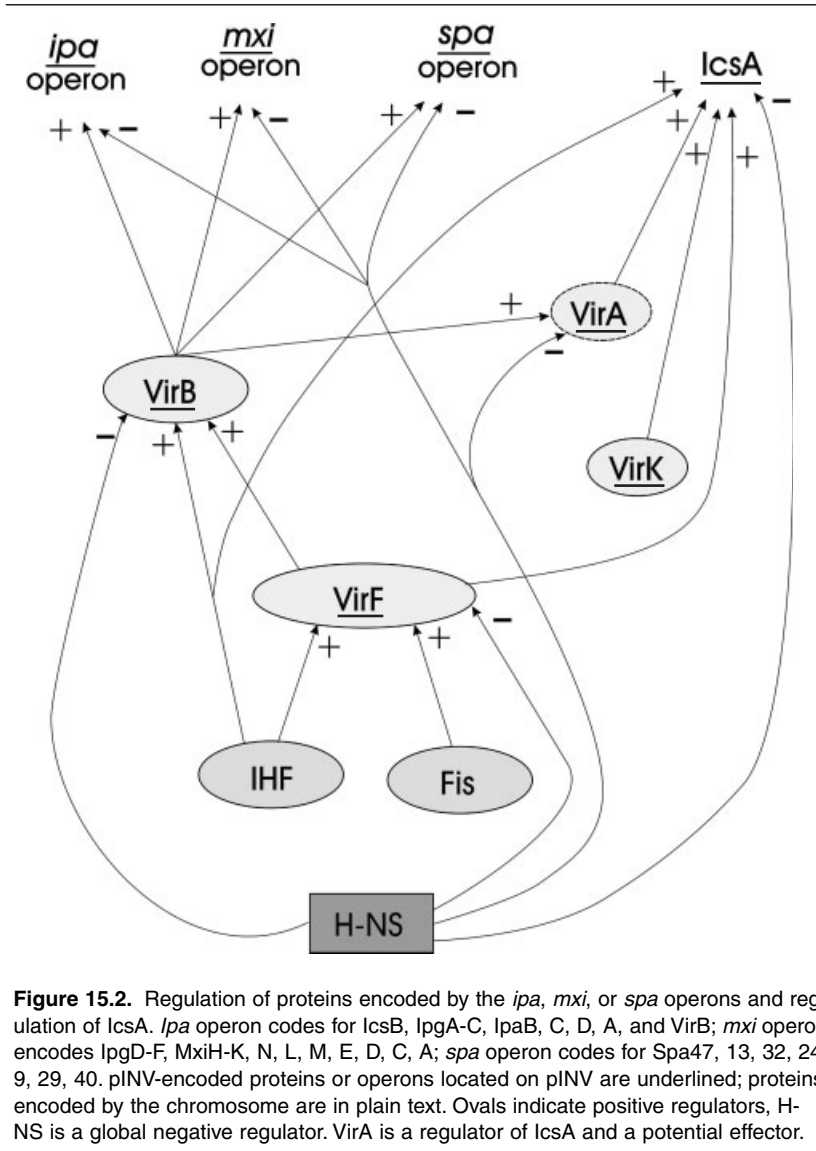 ipa
operon
mxi
operon
spa
operon
IcsA
+ -
+ -
+ -
+
+
+
+
-
+
VirA
-
VirB
-
+
+
VirK
VirF
+
+
-
IHF
Fis
H-NS
Figure 15.2. Regulation of proteins encoded by the ipa, mxi, or spa operons and reg
ulation of IcsA. Ipa operon codes for IcsB, IpgA-C, IpaB, C, D, A, and VirB; mxi opero
encodes IpgD-F, MxiH-K, N, L, M, E, D, C, A; spa operon codes for Spa47, 13, 32, 24
9, 29, 40. pINV-encoded proteins or operons located on pINV are underlined; proteins
encoded by the chromosome are in plain text. Ovals indicate positive regulators, H-
NS is a global negative regulator. VirA is a regulator of IcsA and a potential effector.